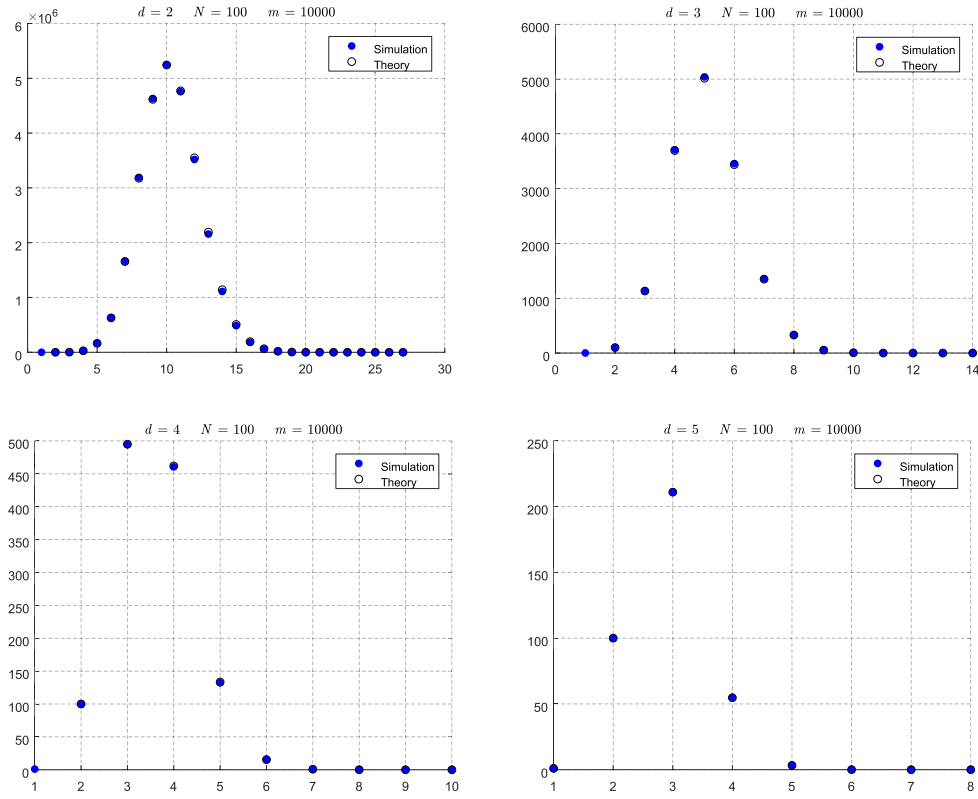 ×10⁶
d = 2 N = 100 m = 10000
6
5
4
3
2
1
0
0 5 10 15 20 25 30
Simulation
Theory
d = 3 N = 100 m = 10000
6000
5000
4000
3000
2000
1000
0
0 2 4 6 8 10 12 14
Simulation
Theory
d = 4 N = 100 m = 10000
500
450
400
350
300
250
200
150
100
50
0
1 2 3 4 5 6 7 8 9 10
Simulation
Theory
d = 5 N = 100 m = 10000
250
200
150
100
50
0
1 2 3 4 5 6 7 8
Simulation
Theory